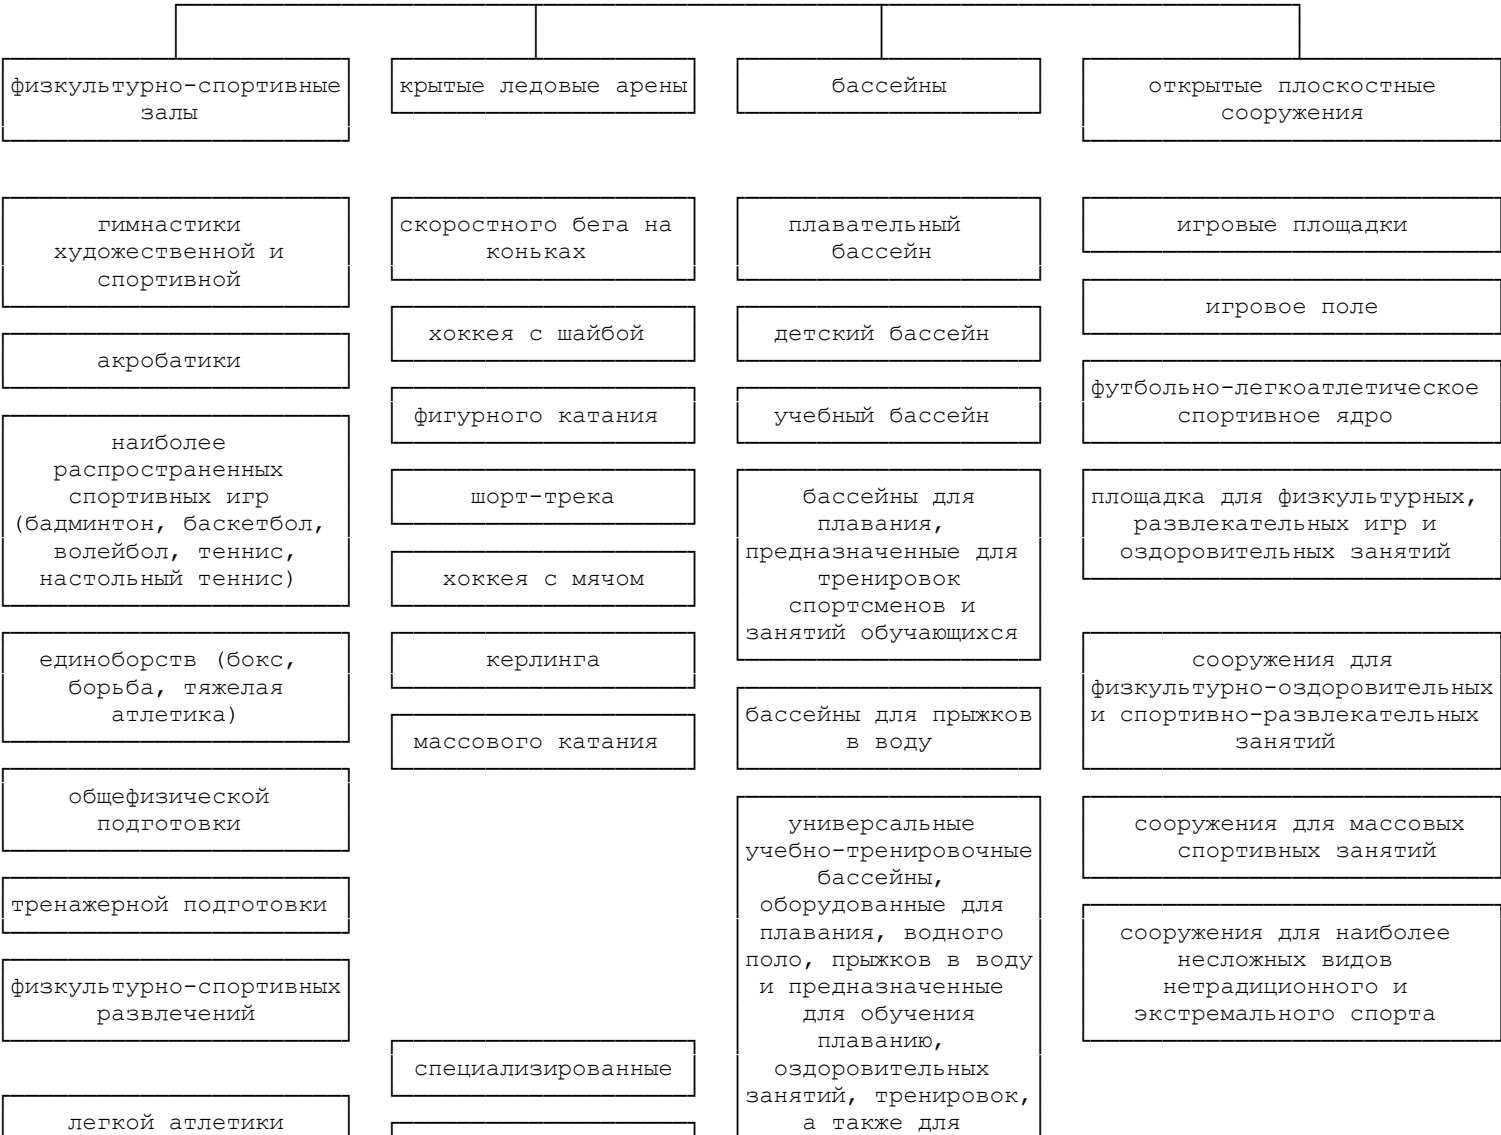 физкультурно-спортивные
залы
крытые ледовые арены
бассейны
открытые плоскостные
сооружения
гимнастики
художественной и
спортивной
акробатики
наиболее
распространенных
спортивных игр
(бадминтон, баскетбол,
волейбол, теннис,
настольный теннис)
единоборств (бокс,
борьба, тяжелая
атлетика)
общефизической
подготовки
тренажерной подготовки
физкультурно-спортивных
развлечений
легкой атлетики
скоростного бега на
коньках
хоккея с шайбой
фигурного катания
шорт-трека
хоккея с мячом
керлинга
массового катания
специализированные
плавательный
бассейн
детский бассейн
учебный бассейн
бассейны для
плавания,
предназначенные для
тренировок
спортсменов и
занятий обучающихся
бассейны для прыжков
в воду
универсальные
учебно-тренировочные
бассейны,
оборудованные для
плавания, водного
поло, прыжков в воду
и предназначенные
для обучения
плаванию,
оздоровительных
занятий, тренировок,
а также для
игровые площадки
игровое поле
футбольно-легкоатлетическое
спортивное ядро
площадка для физкультурных,
развлекательных игр и
оздоровительных занятий
сооружения для
физкультурно-оздоровительных
и спортивно-развлекательных
занятий
сооружения для массовых
спортивных занятий
сооружения для наиболее
несложных видов
нетрадиционного и
экстремального спорта